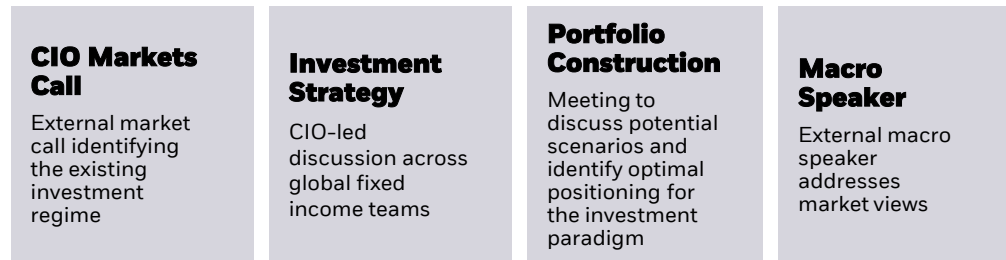 CIO Markets
Call
External market
call identifying
the existing
investment
regime
Investment
Strategy
CIO-led
discussion across
global fixed
income teams
Portfolio
Construction
Meeting to
discuss potential
scenarios and
identify optimal
positioning for
the investment
paradigm
Macro
Speaker
External macro
speaker
addresses
market views